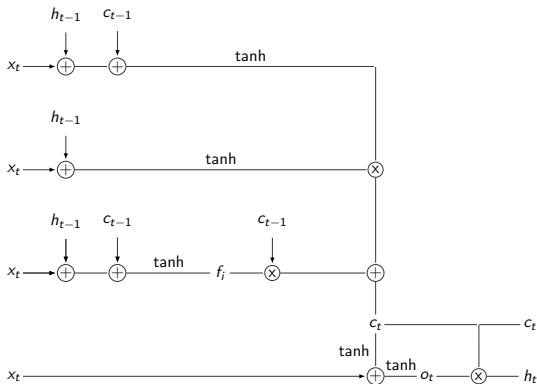 h_{t−1} c_{t−1}
x_t + + tanh
h_{t−1}
x_t + tanh x
h_{t−1} c_{t−1} c_{t−1}
x_t + + tanh f_i x +
c_t c_t
tanh tanh
x_t + o_t x h_t